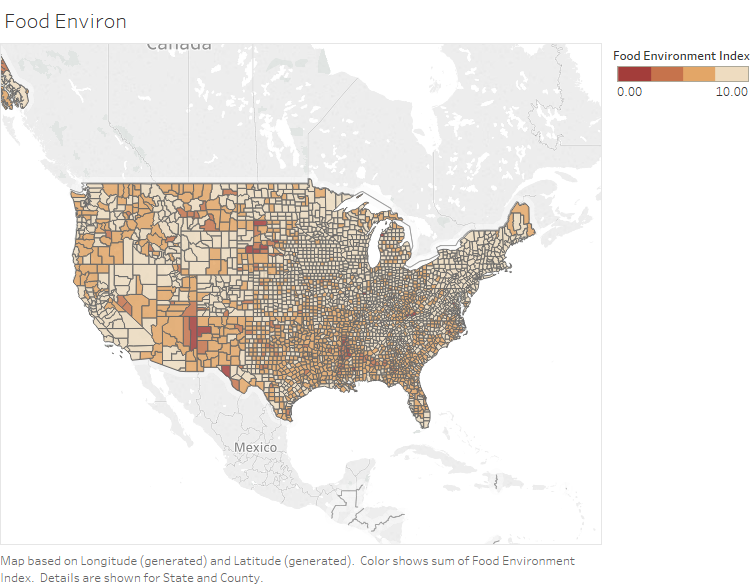 Food Environ
Canada
Food Environment Index
0.00 10.00
Mexico
Map based on Longitude (generated) and Latitude (generated). Color shows sum of Food Environment
Index. Details are shown for State and County.